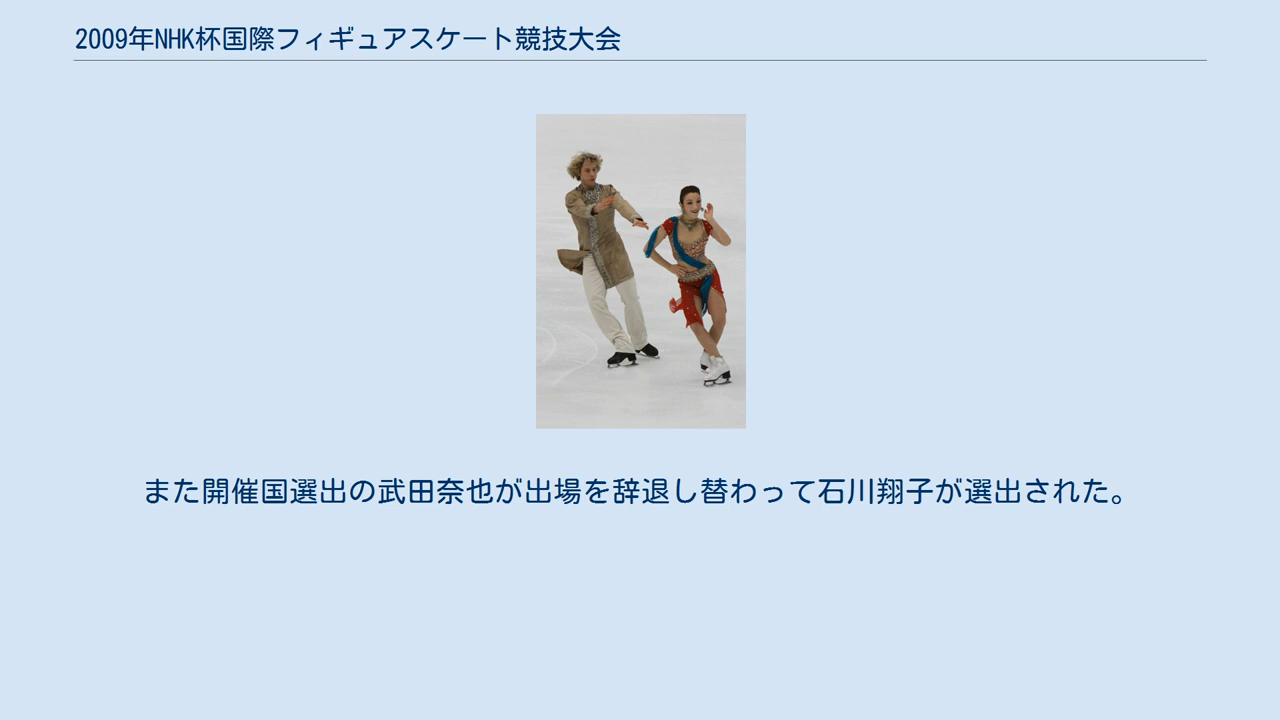 2009年NHK杯国際フィギュアスケート競技大会
また開催国選出の武田奈也が出場を辞退し替わって石川翔子が選出された。